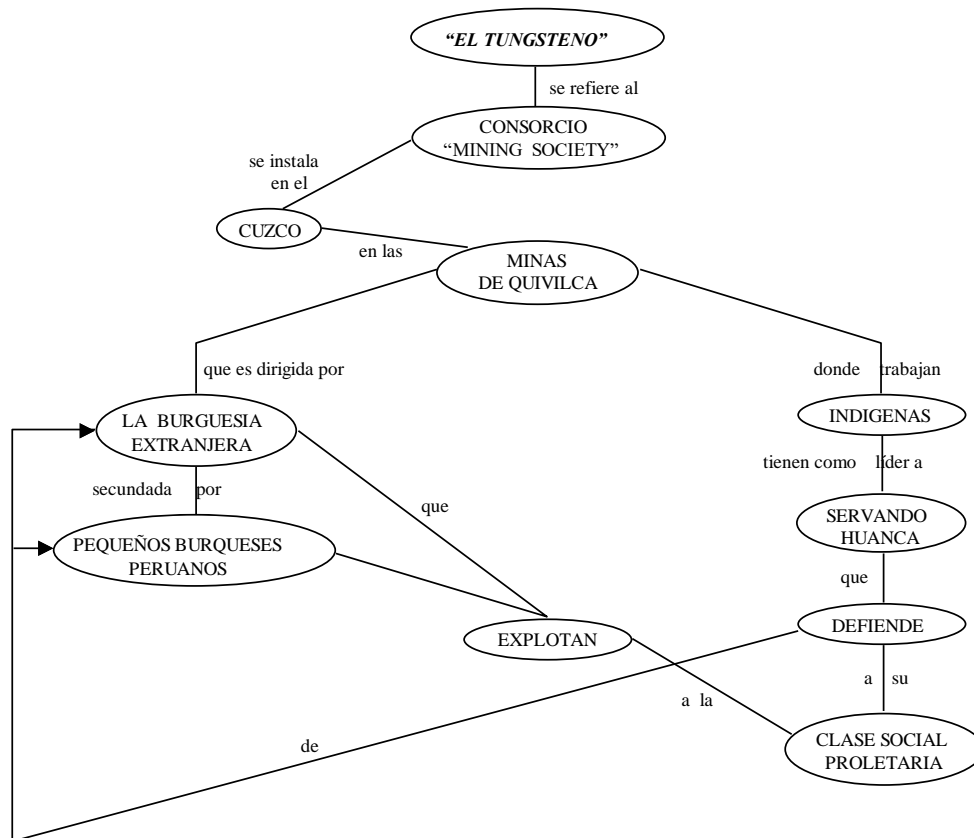 “EL TUNGSTENO”
se refiere al
CONSORCIO
“MINING SOCIETY”
se instala
en el
CUZCO
en las
MINAS
DE QUIVILCA
que es dirigida por
donde trabajan
LA BURGUESIA
EXTRANJERA
INDIGENAS
secundada por
tienen como líder a
que
PEQUEÑOS BURQUESES
PERUANOS
SERVANDO
HUANCA
que
EXPLOTAN
DEFIENDE
a la
a su
de
CLASE SOCIAL
PROLETARIA